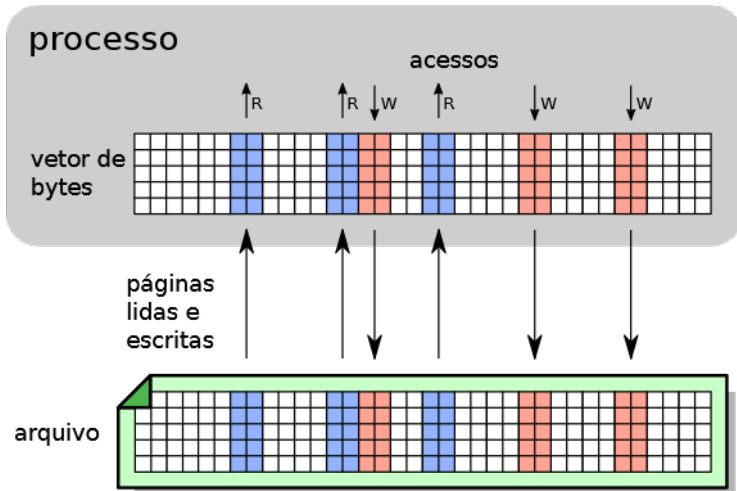 processo
acessos
R
R
W
R
W
W
vetor de
bytes
páginas
lidas e
escritas
arquivo